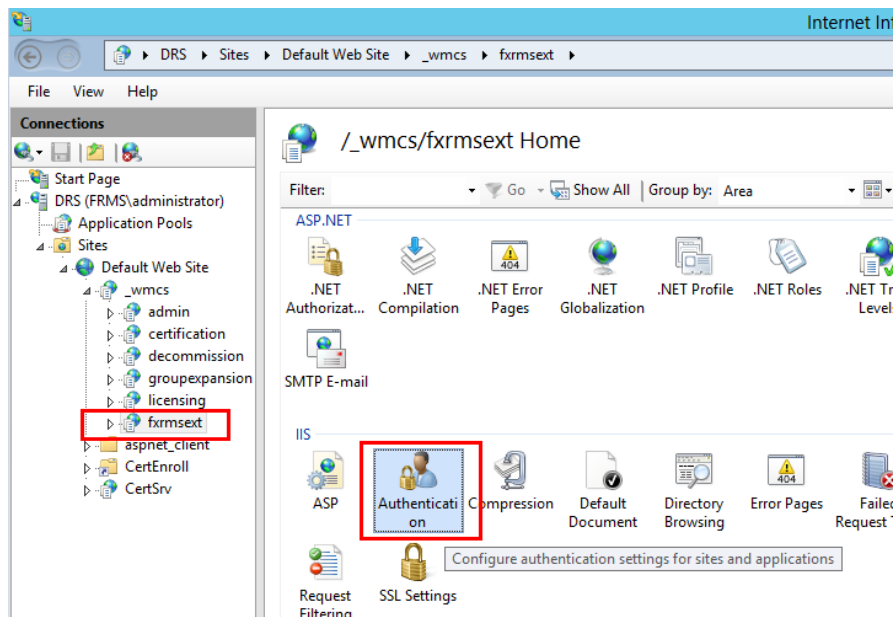 Internet In
DRS Sites Default Web Site _wmcs fxrmsext
File View Help
Connections
Start Page
DRS (FRMS\administrator)
Application Pools
Sites
Default Web Site
_wmcs
admin
certification
decommission
groupexpansion
licensing
fxrmsext
aspnet_client
CertEnroll
CertSrv
/_wmcs/fxrmsext Home
Filter: Go Show All Group by: Area
ASP.NET
.NET Authorizat...
.NET Compilation
404
.NET Error Pages
.NET Globalization
.NET Profile
.NET Roles
.NET Tr
Level
SMTP E-mail
IIS
ASP
Authenticati
on
Compression
Default
Document
Directory
Browsing
404
Error Pages
Failed
Request T
Configure authentication settings for sites and applications
Request
Filtering
SSL Settings